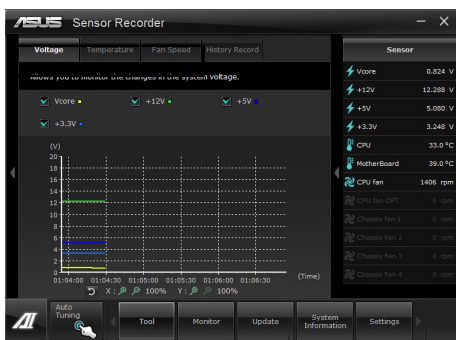 ASUS Sensor Recorder
Voltage Temperature Fan Speed History Record
Allows you to monitor the changes in the system voltage.
Vcore +12V +5V
+3.3V
(V)
20
18
16
14
12
10
8
6
4
2
0
01:04:00 01:04:30 01:05:00 01:05:30 01:06:00 01:06:30 (Time)
X: 100% Y: 100%
Sensor
Vcore 0.824 V
+12V 12.288 V
+5V 5.080 V
+3.3V 3.248 V
CPU 33.0 ºC
MotherBoard 39.0 ºC
CPU fan 1406 rpm
CPU fan OPT 0 rpm
Chassis fan 1 0 rpm
Chassis Fan 2 0 rpm
Chassis Fan 3 0 rpm
Chassis Fan 4 0 rpm
Auto
Tuning
Tool Monitor Update System
Information Settings